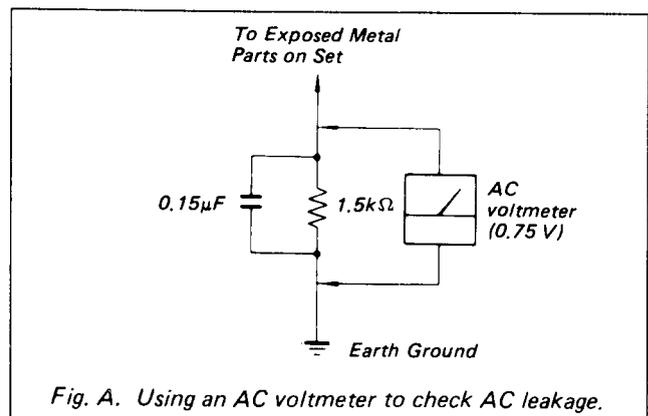 To Exposed Metal
Parts on Set
0.15µF
1.5kΩ
AC
voltmeter
(0.75 V)
Earth Ground
Fig. A. Using an AC voltmeter to check AC leakage.